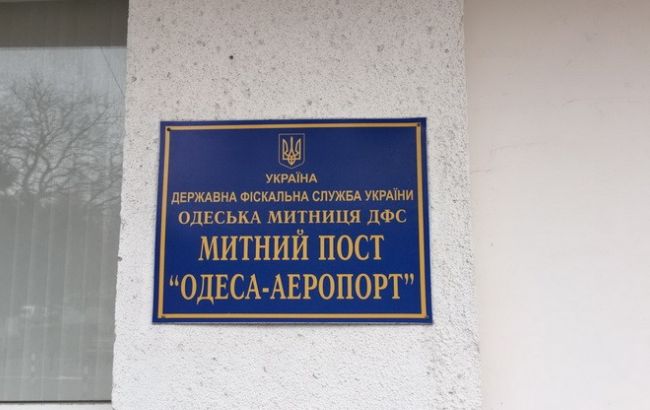 УКРАЇНА
ДЕРЖАВНА ФІСКАЛЬНА СЛУЖБА УКРАЇНИ
ОДЕСЬКА МИТНИЦЯ ДФС
МИТНИЙ ПОСТ
“ОДЕСА-АЕРОПОРТ”